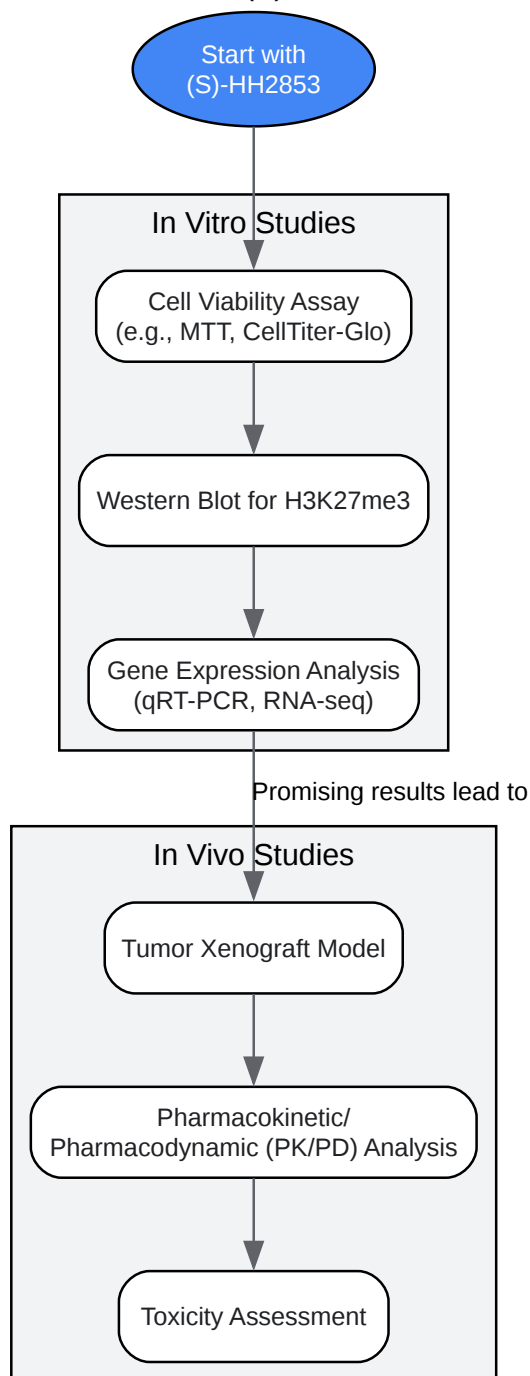 Start with
(S)-HH2853
In Vitro Studies
Cell Viability Assay
(e.g., MTT, CellTiter-Glo)
Western Blot for H3K27me3
Gene Expression Analysis
(qRT-PCR, RNA-seq)
Promising results lead to
In Vivo Studies
Tumor Xenograft Model
Pharmacokinetic/
Pharmacodynamic (PK/PD) Analysis
Toxicity Assessment